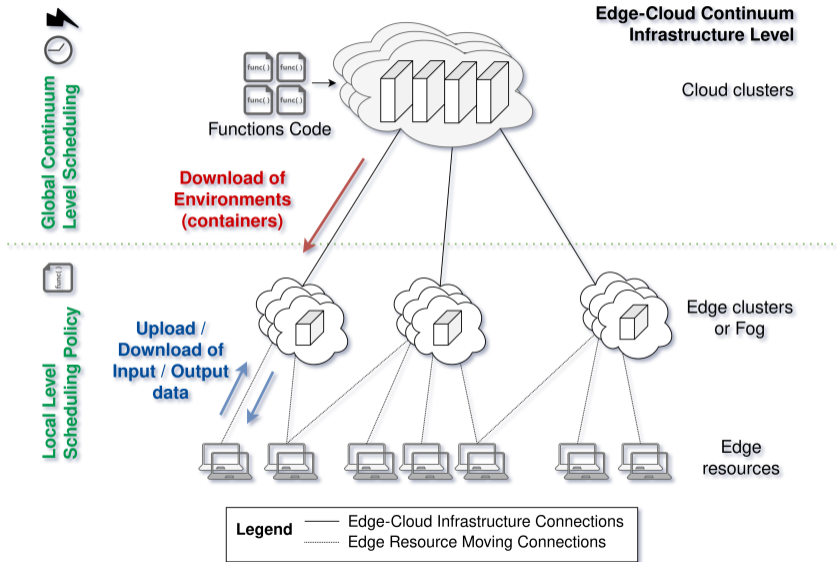 Edge-Cloud Continuum
Infrastructure Level
Cloud clusters
func()
func()
func()
func()
Functions Code
Global Continuum
Level Scheduling
Download of
Environments
(containers)
func()
Local Level
Scheduling Policy
Edge clusters
or Fog
Upload /
Download of
Input / Output
data
Edge
resources
Legend
Edge-Cloud Infrastructure Connections
Edge Resource Moving Connections